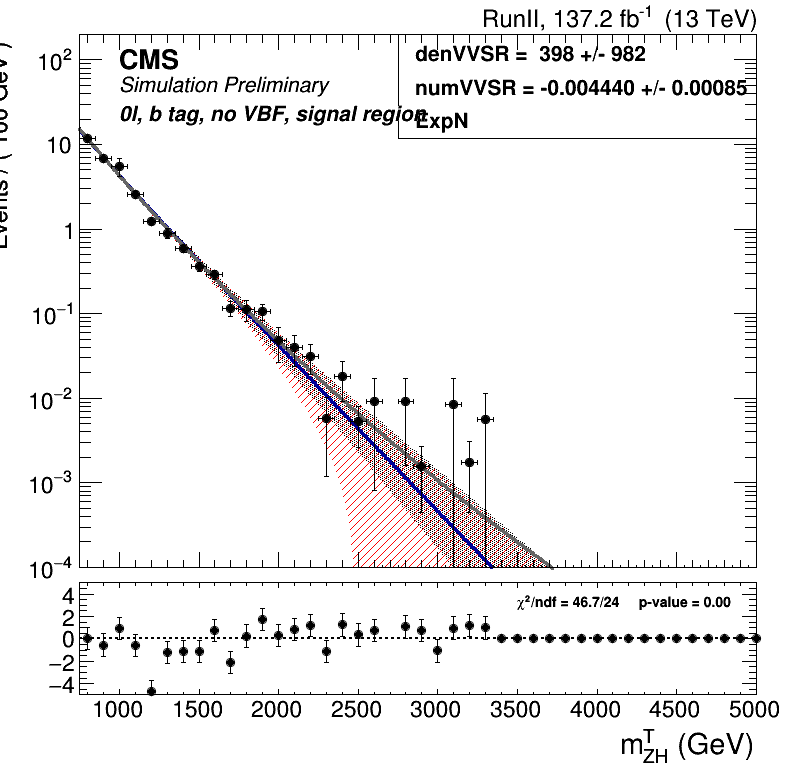 RunII, 137.2 fb⁻¹ (13 TeV)
CMS
Simulation Preliminary
0l, b tag, no VBF, signal region
denVVSR = 398 +/- 982
numVVSR = -0.004440 +/- 0.00085
ExpN
Events / ( 100 GeV )
10²
10
1
10⁻¹
10⁻²
10⁻³
10⁻⁴
χ²/ndf = 46.7/24 p-value = 0.00
4
2
0
−2
−4
1000 1500 2000 2500 3000 3500 4000 4500 5000
m^T_ZH (GeV)